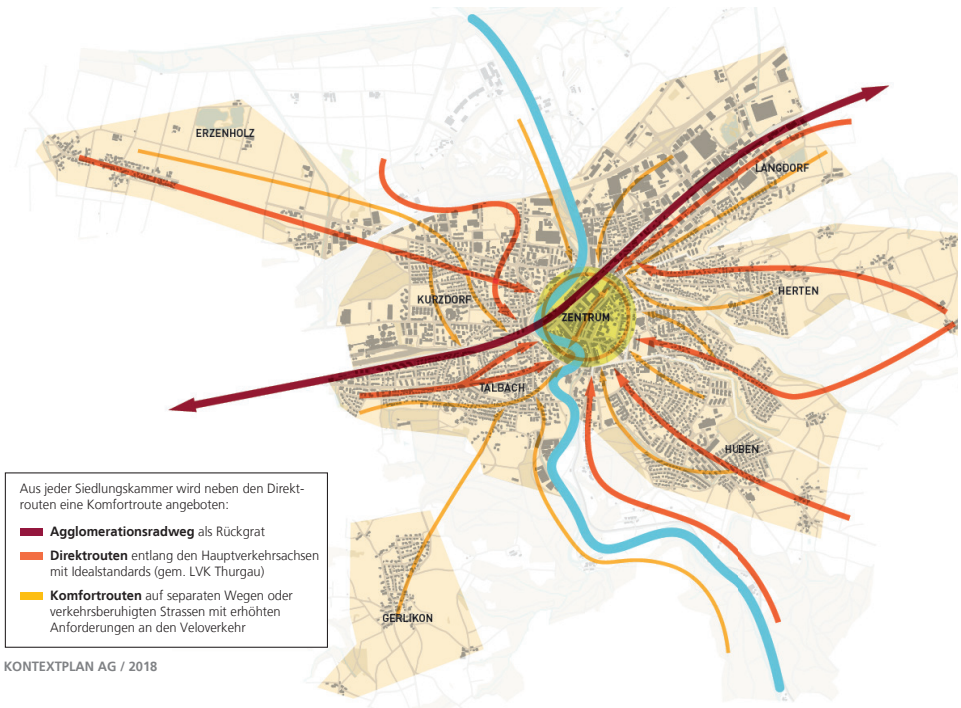 ERZENHOLZ
LANGDORF
KURZDORF
HERTEN
ZENTRUM
TALBACH
HUBEN
GERLIKON
Aus jeder Siedlungskammer wird neben den Direkt-
routen eine Komfortroute angeboten:
Agglomerationsradweg als Rückgrat
Direktrouten entlang den Hauptverkehrsachsen
mit Idealstandards (gem. LVK Thurgau)
Komfortrouten auf separaten Wegen oder
verkehrsberuhigten Strassen mit erhöhten
Anforderungen an den Veloverkehr
KONTEXTPLAN AG / 2018